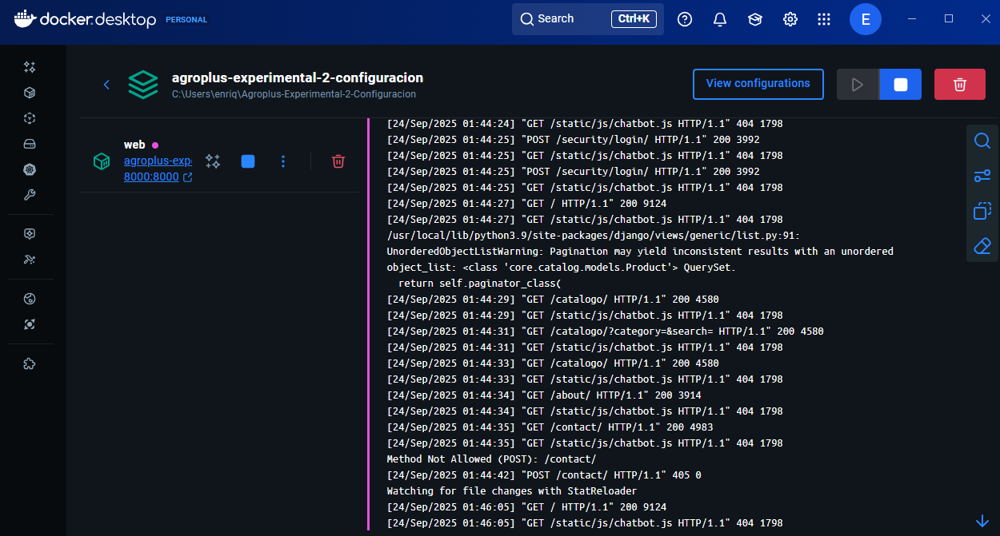 docker.desktop PERSONAL
Search Ctrl+K
E
agroplus-experimental-2-configuracion
C:\Users\enriq\Agroplus-Experimental-2-Configuracion
View configurations
web
agroplus-exp
8000:8000
[24/Sep/2025 01:44:24] "GET /static/js/chatbot.js HTTP/1.1" 404 1798
[24/Sep/2025 01:44:25] "POST /security/login/ HTTP/1.1" 200 3992
[24/Sep/2025 01:44:25] "GET /static/js/chatbot.js HTTP/1.1" 404 1798
[24/Sep/2025 01:44:25] "POST /security/login/ HTTP/1.1" 200 3992
[24/Sep/2025 01:44:25] "GET /static/js/chatbot.js HTTP/1.1" 404 1798
[24/Sep/2025 01:44:27] "GET / HTTP/1.1" 200 9124
[24/Sep/2025 01:44:27] "GET /static/js/chatbot.js HTTP/1.1" 404 1798
/usr/local/lib/python3.9/site-packages/django/views/generic/list.py:91:
UnorderedObjectListWarning: Pagination may yield inconsistent results with an unordered
object_list: <class 'core.catalog.models.Product'> QuerySet.
return self.paginator_class(
[24/Sep/2025 01:44:29] "GET /catalogo/ HTTP/1.1" 200 4580
[24/Sep/2025 01:44:29] "GET /static/js/chatbot.js HTTP/1.1" 404 1798
[24/Sep/2025 01:44:31] "GET /catalogo/?category=&search= HTTP/1.1" 200 4580
[24/Sep/2025 01:44:31] "GET /static/js/chatbot.js HTTP/1.1" 404 1798
[24/Sep/2025 01:44:33] "GET /catalogo/ HTTP/1.1" 200 4580
[24/Sep/2025 01:44:33] "GET /static/js/chatbot.js HTTP/1.1" 404 1798
[24/Sep/2025 01:44:34] "GET /about/ HTTP/1.1" 200 3914
[24/Sep/2025 01:44:34] "GET /static/js/chatbot.js HTTP/1.1" 404 1798
[24/Sep/2025 01:44:35] "GET /contact/ HTTP/1.1" 200 4983
[24/Sep/2025 01:44:35] "GET /static/js/chatbot.js HTTP/1.1" 404 1798
Method Not Allowed (POST): /contact/
[24/Sep/2025 01:44:42] "POST /contact/ HTTP/1.1" 405 0
Watching for file changes with StatReloader
[24/Sep/2025 01:46:05] "GET / HTTP/1.1" 200 9124
[24/Sep/2025 01:46:05] "GET /static/js/chatbot.js HTTP/1.1" 404 1798